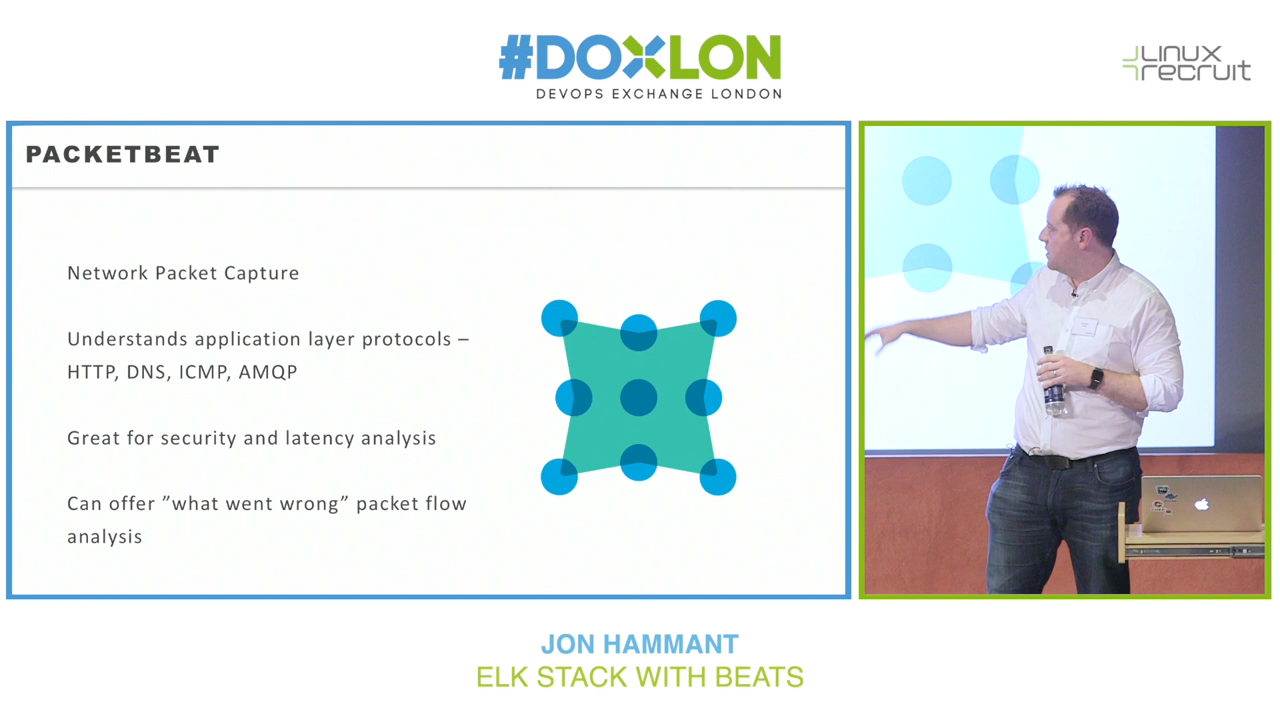 #DOXLON
DEVOPS EXCHANGE LONDON
LINUX
recruit
PACKETBEAT
Network Packet Capture
Understands application layer protocols –
HTTP, DNS, ICMP, AMQP
Great for security and latency analysis
Can offer ”what went wrong” packet flow
analysis
JON HAMMANT
ELK STACK WITH BEATS